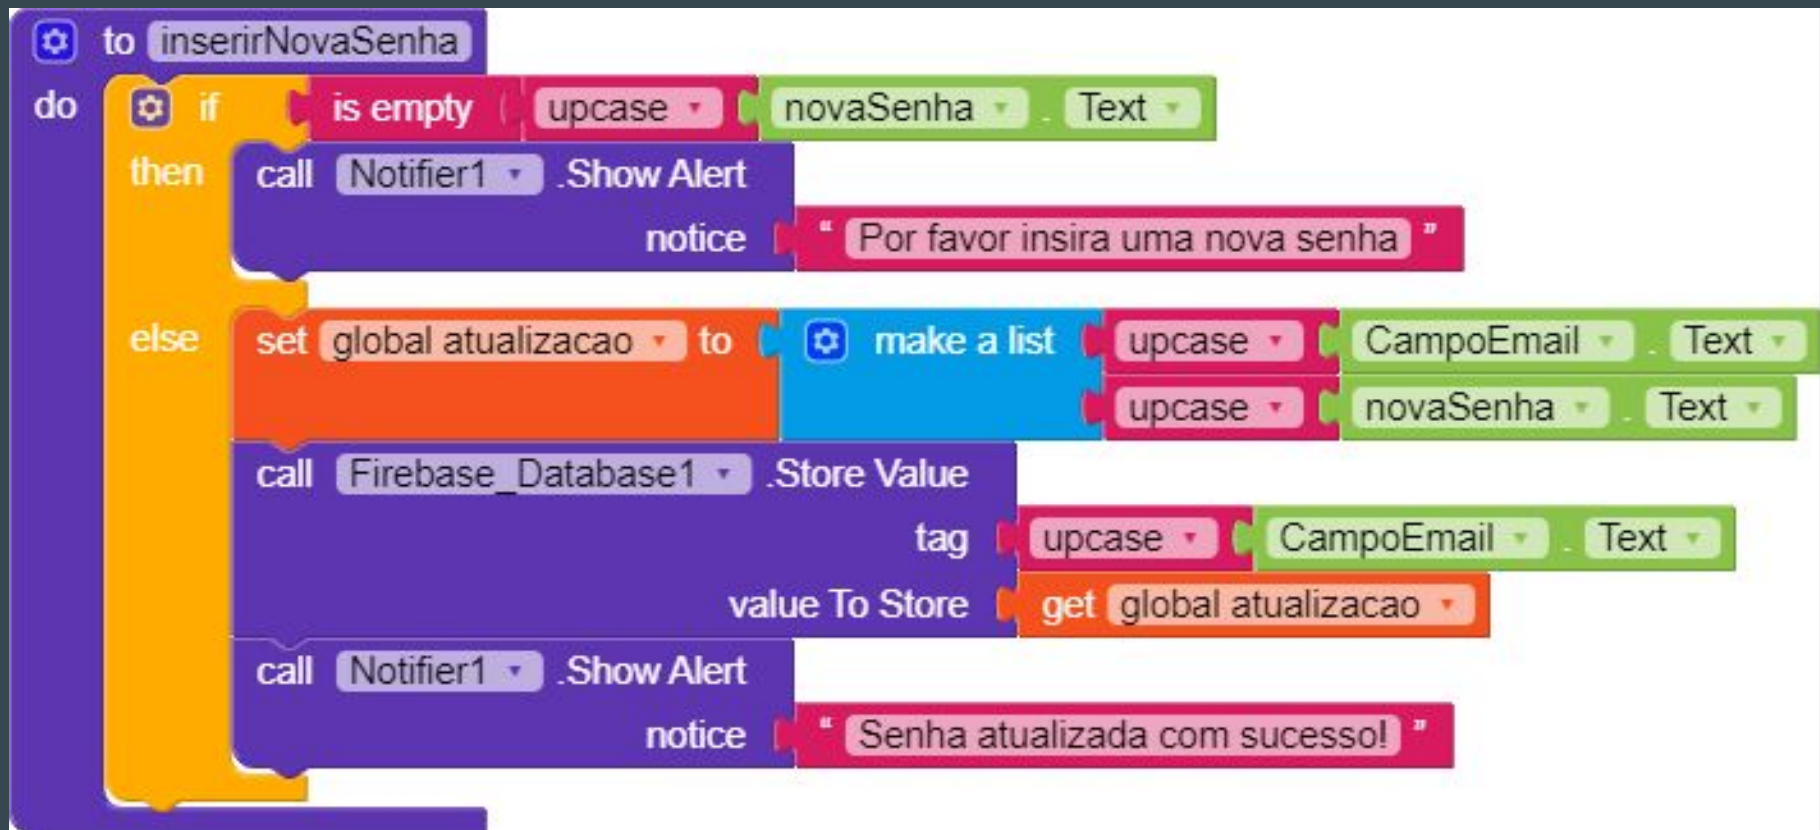 to inserirNovaSenha
do if is empty upcase novaSenha . Text
then call Notifier1 .Show Alert
notice " Por favor insira uma nova senha "
else set global atualizacao to make a list upcase CampoEmail . Text
upcase novaSenha . Text
call Firebase_Database1 .Store Value
tag upcase CampoEmail . Text
value To Store get global atualizacao
call Notifier1 .Show Alert
notice " Senha atualizada com sucesso! "